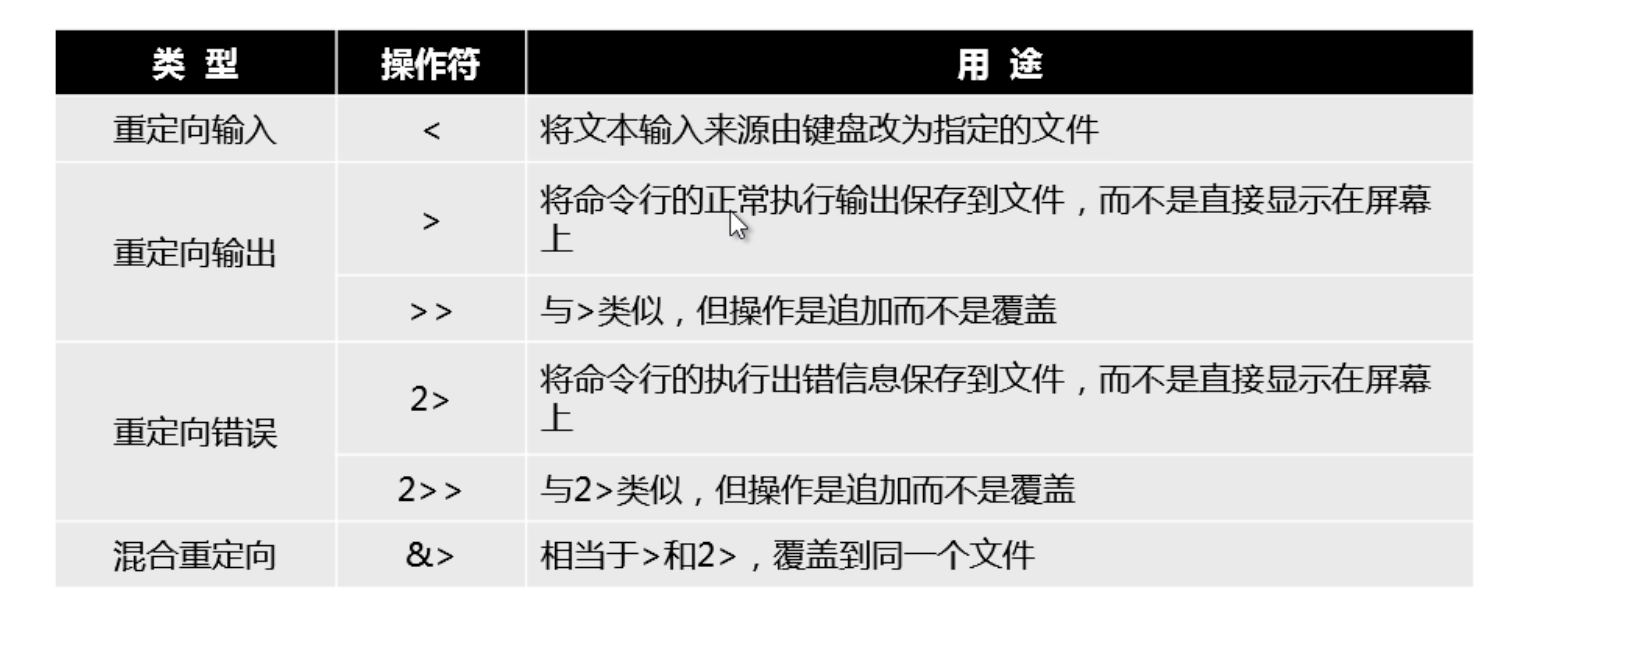 类 型 操作符 用 途
重定向输入 < 将文本输入来源由键盘改为指定的文件
重定向输出 > 将命令行的正常执行输出保存到文件，而不是直接显示在屏幕
上
>> 与>类似，但操作是追加而不是覆盖
重定向错误 2> 将命令行的执行出错信息保存到文件，而不是直接显示在屏幕
上
2>> 与2>类似，但操作是追加而不是覆盖
混合重定向 &> 相当于>和2>，覆盖到同一个文件